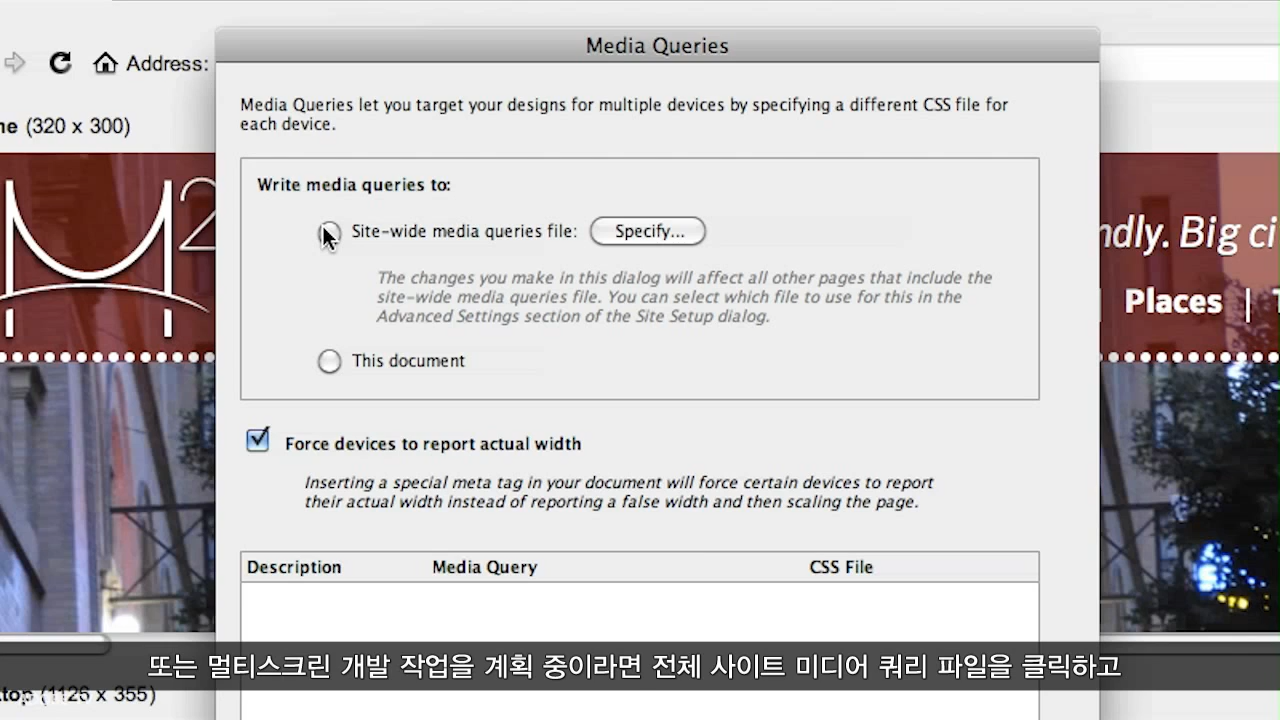 Media Queries
Address:
Media Queries let you target your designs for multiple devices by specifying a different CSS file for
each device.
ne (320 x 300)
Write media queries to:
Site-wide media queries file: Specify...
The changes you make in this dialog will affect all other pages that include the
site-wide media queries file. You can select which file to use for this in the
Advanced Settings section of the Site Setup dialog.
2
ndly. Big ci
| Places |
This document
Force devices to report actual width
Inserting a special meta tag in your document will force certain devices to report
their actual width instead of reporting a false width and then scaling the page.
Description Media Query CSS File
또는 멀티스크린 개발 작업을 계획 중이라면 전체 사이트 미디어 쿼리 파일을 클릭하고
ktop (1126 x 355)